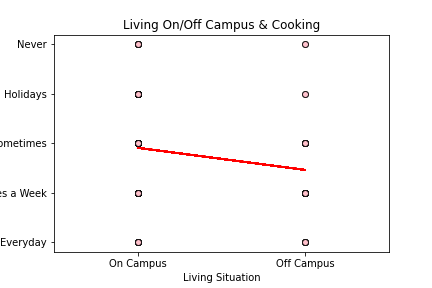 Living On/Off Campus & Cooking
Never
Holidays
ometimes
es a Week
Everyday
On Campus
Off Campus
Living Situation